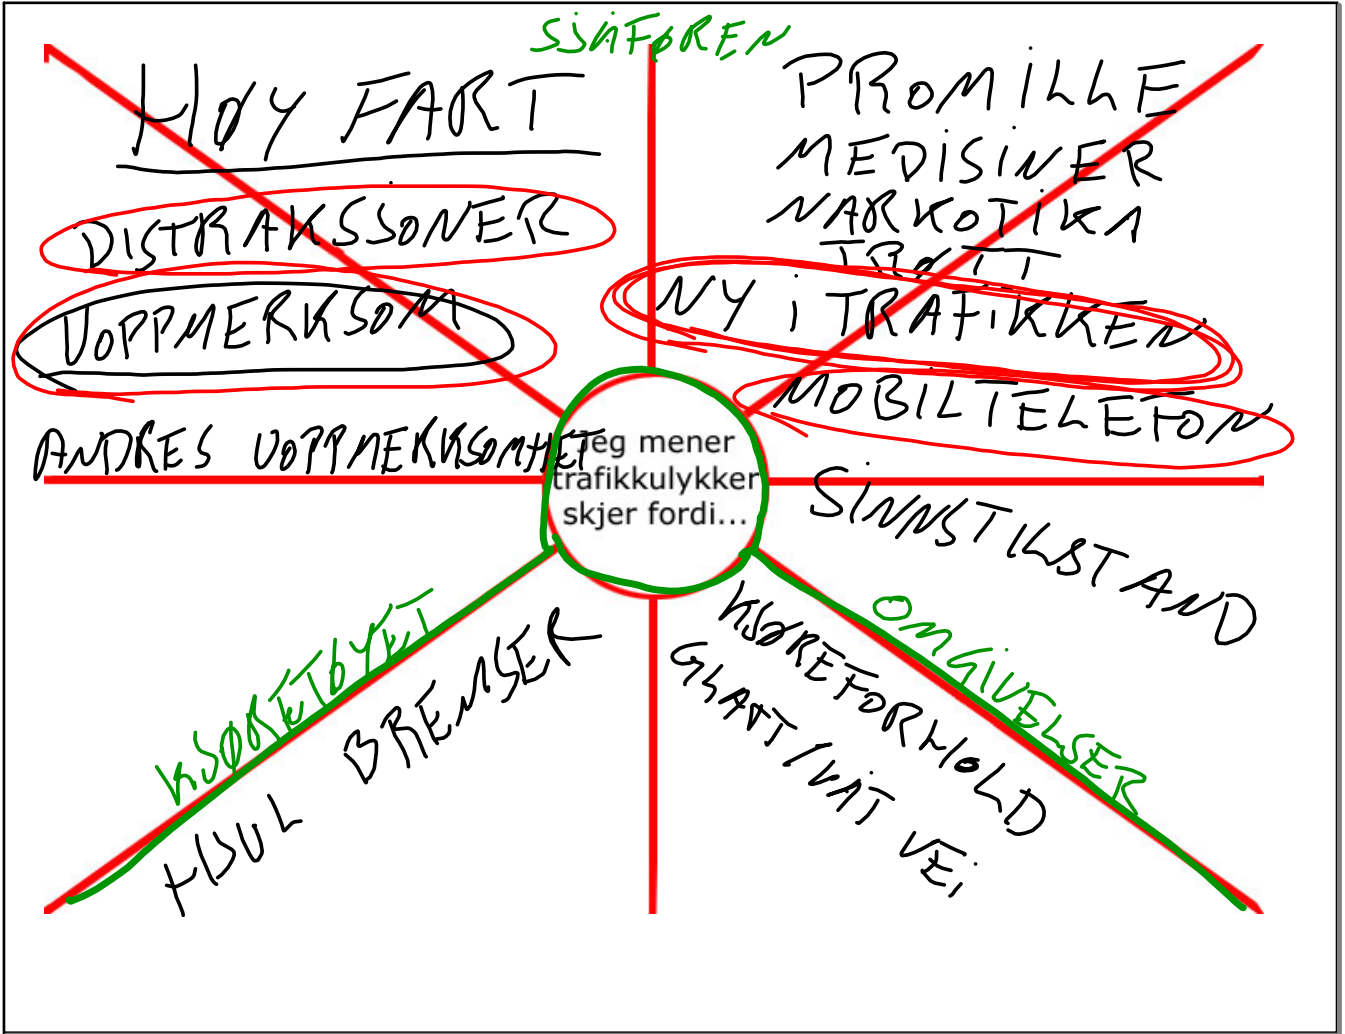 SJÅFØREN
HØY FART
DISTRAKSJONER
UOPPMERKSOM
ANDRES UOPPMERKSOMHET
PROMILLE
MEDISINER
NARKOTIKA
TRØTT
NY i TRAFIKKEN
MOBILTELEFON
SINNSTILSTAND
Jeg mener
trafikkulykker
skjer fordi...
KJØRETØYET
BREMSER
HJUL
OMGIVELSER
KJØREFORHOLD
GLATT/VÅT VEi